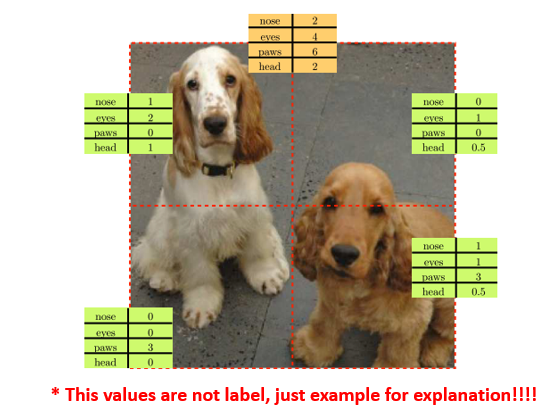 nose 2
eyes 4
paws 6
head 2
nose 1
eyes 2
paws 0
head 1
nose 0
eyes 1
paws 0
head 0.5
nose 1
eyes 1
paws 3
head 0.5
nose 0
eyes 0
paws 3
head 0
* This values are not label, just example for explanation!!!!